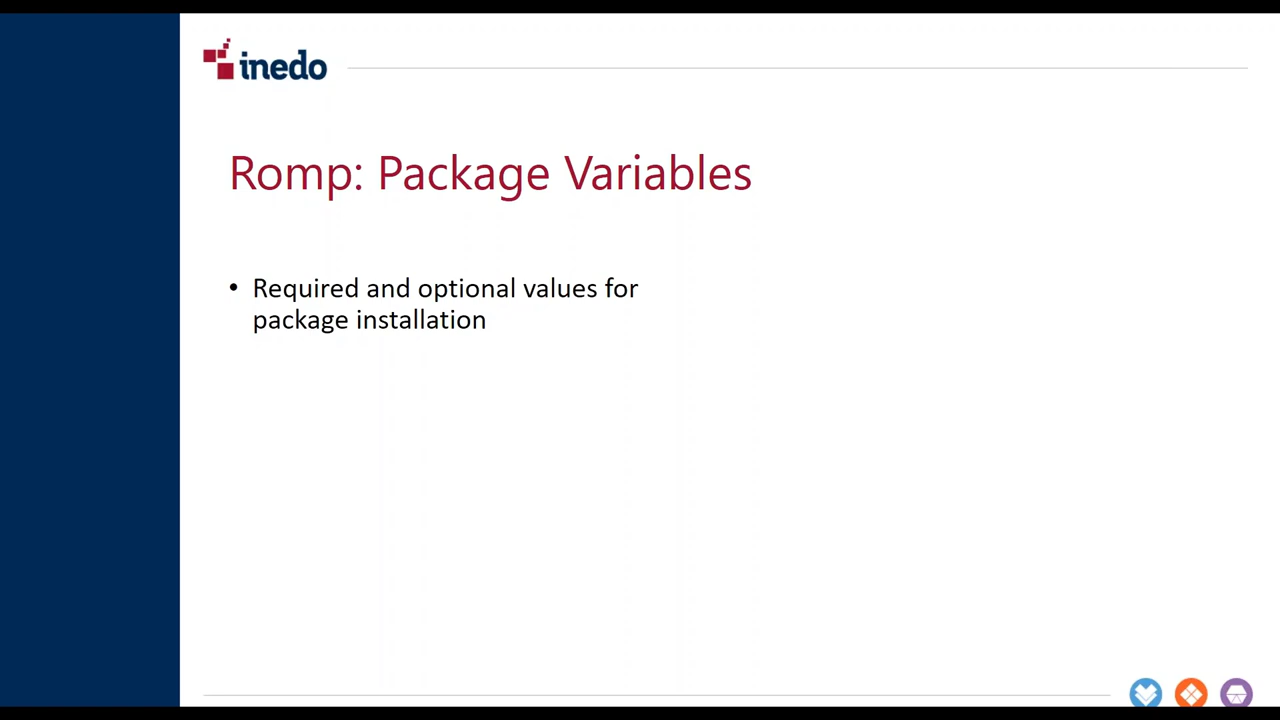 inedo
Romp: Package Variables
• Required and optional values for
package installation